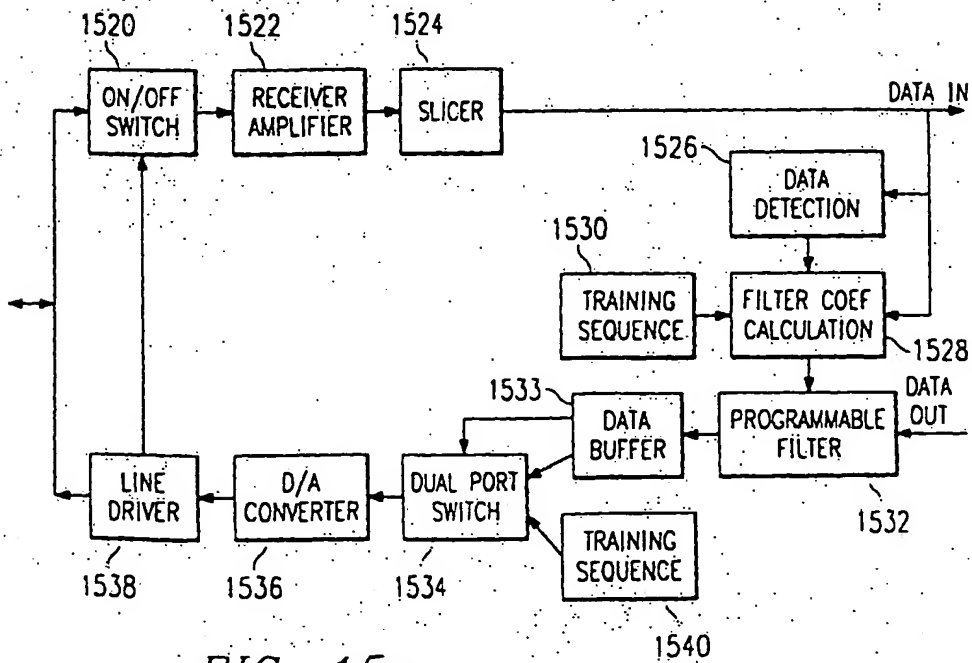 1520
1522
1524
ON/OFF
SWITCH
RECEIVER
AMPLIFIER
SLICER
DATA IN
1526
DATA
DETECTION
1530
TRAINING
SEQUENCE
FILTER COEF
CALCULATION
1528
1533
DATA
BUFFER
PROGRAMMABLE
FILTER
DATA
OUT
1532
LINE
DRIVER
D/A
CONVERTER
DUAL PORT
SWITCH
TRAINING
SEQUENCE
1538
1536
1534
1540
FIG. 15